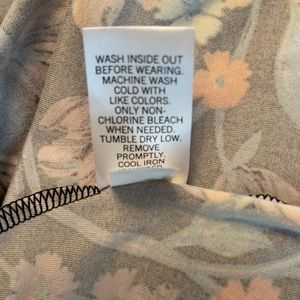 WASH INSIDE OUT
BEFORE WEARING.
MACHINE WASH
COLD WITH
LIKE COLORS.
ONLY NON-
CHLORINE BLEACH
WHEN NEEDED.
TUMBLE DRY LOW.
REMOVE
PROMPTLY.
COOL IRON